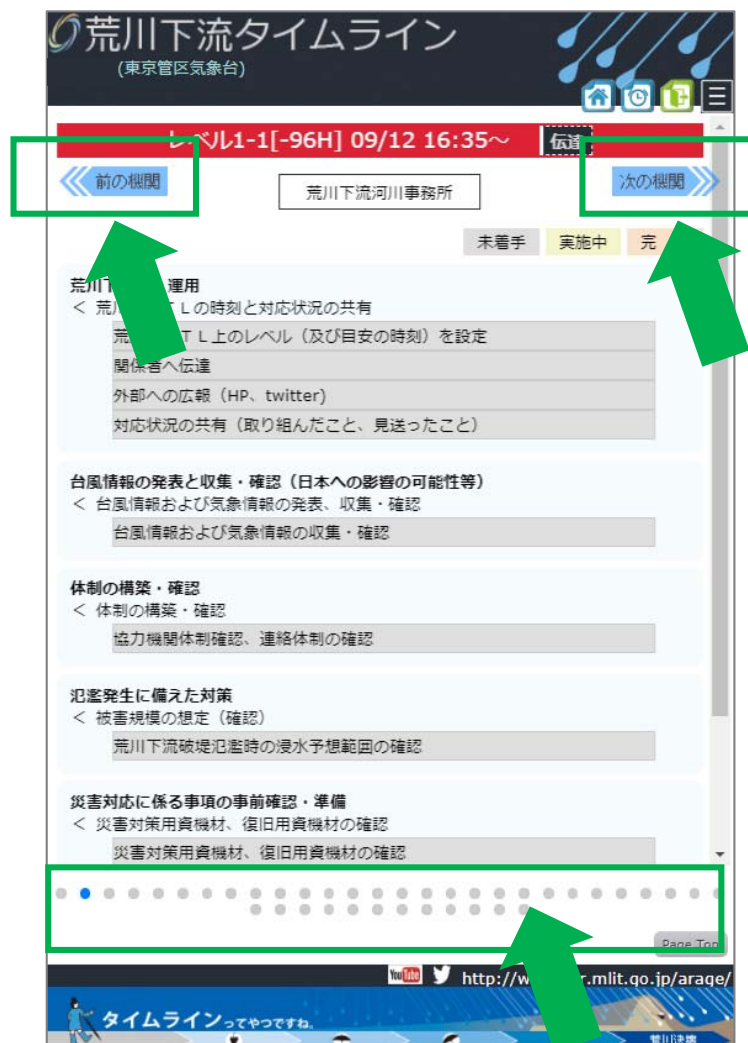 荒川下流タイムライン
(東京管区気象台)
レベル1-1[-96H] 09/12 16:35～ 伝達
前の機関
荒川下流河川事務所
次の機関
未着手 実施中 完
荒川下 運用
< 荒川 TLの時刻と対応状況の共有
荒 TL上のレベル（及び目安の時刻）を設定
関係者へ伝達
外部への広報（HP、twitter)
対応状況の共有（取り組んだこと、見送ったこと）
台風情報の発表と収集・確認（日本への影響の可能性等）
< 台風情報および気象情報の発表、収集・確認
台風情報および気象情報の収集・確認
体制の構築・確認
< 体制の構築・確認
協力機関体制確認、連絡体制の確認
氾濫発生に備えた対策
< 被害規模の想定（確認）
荒川下流破堤氾濫時の浸水予想範囲の確認
災害対応に係る事項の事前確認・準備
< 災害対策用資機材、復旧用資機材の確認
災害対策用資機材、復旧用資機材の確認
Page Top
YouTube http://w r.mlit.go.jp/arage/
タイムラインってやつですね。
荒川決壊